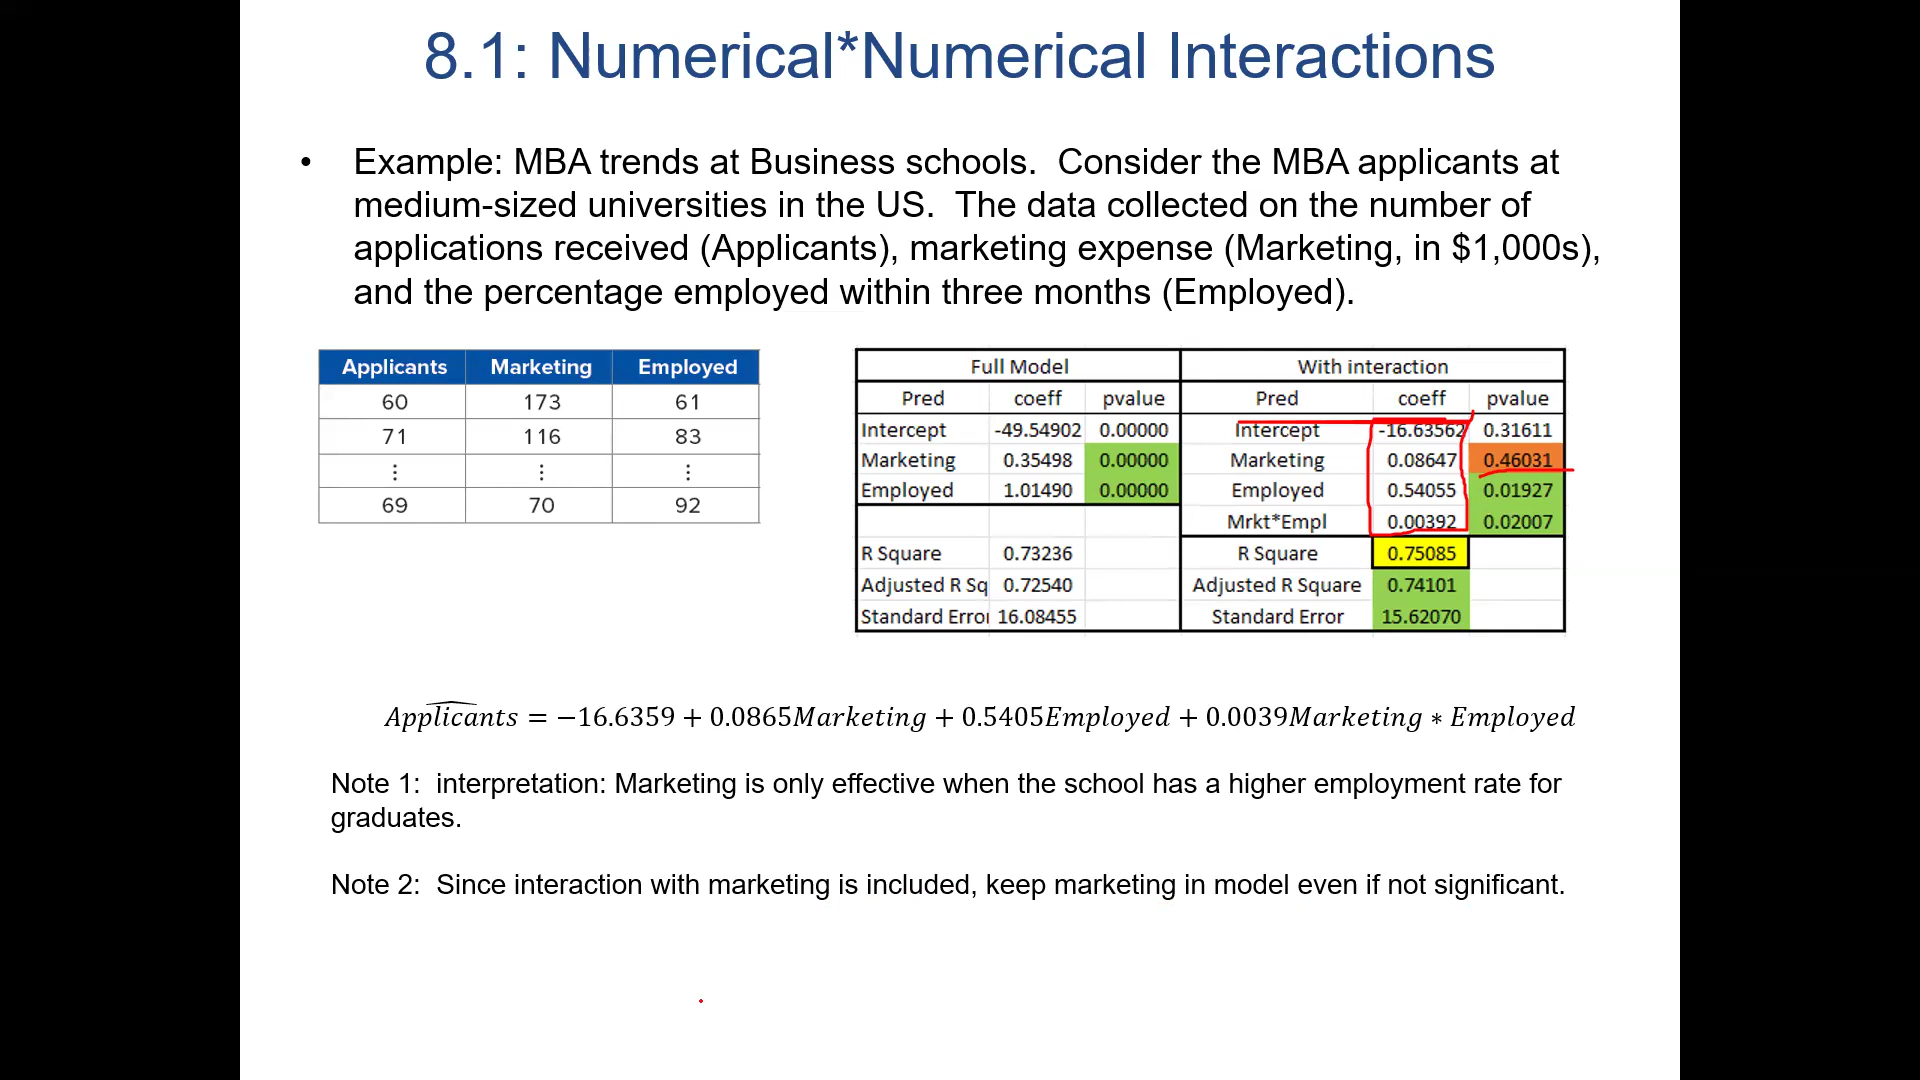 8.1: Numerical*Numerical Interactions
• Example: MBA trends at Business schools. Consider the MBA applicants at
medium-sized universities in the US. The data collected on the number of
applications received (Applicants), marketing expense (Marketing, in $1,000s),
and the percentage employed within three months (Employed).
Applicants Marketing Employed
60 173 61
71 116 83
⋮ ⋮ ⋮
69 70 92
Full Model With interaction
Pred coeff pvalue Pred coeff pvalue
Intercept -49.54902 0.00000 Intercept -16.63562 0.31611
Marketing 0.35498 0.00000 Marketing 0.08647 0.46031
Employed 1.01490 0.00000 Employed 0.54055 0.01927
Mrkt*Empl 0.00392 0.02007
R Square 0.73236 R Square 0.75085
Adjusted R Sq 0.72540 Adjusted R Square 0.74101
Standard Error 16.08455 Standard Error 15.62070
Applicantŝ = −16.6359 + 0.0865Marketing + 0.5405Employed + 0.0039Marketing ∗ Employed
Note 1: interpretation: Marketing is only effective when the school has a higher employment rate for
graduates.
Note 2: Since interaction with marketing is included, keep marketing in model even if not significant.